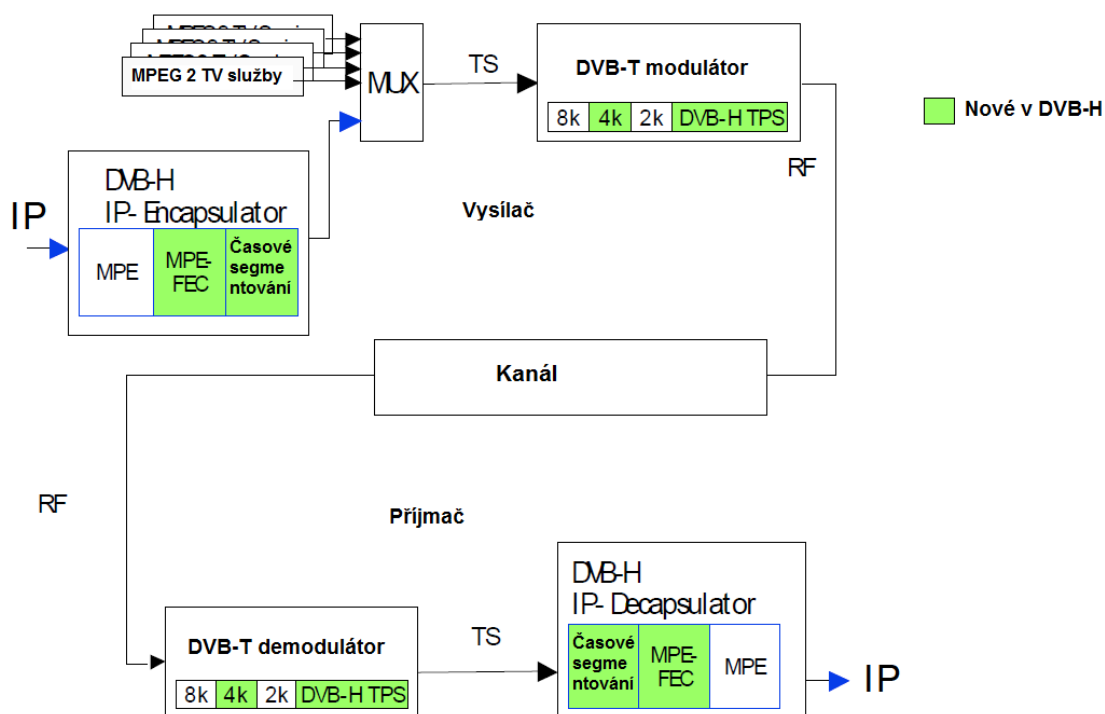 MPEG 2 TV služby
MUX
TS
DVB-T modulátor
8k 4k 2k DVB-H TPS
Nové v DVB-H
RF
DVB-H
IP- Encapsulator
IP
MPE
MPE-
FEC
Časové
segme
ntování
Vysílač
Kanál
RF
Příjmač
DVB-T demodulátor
8k 4k 2k DVB-H TPS
TS
DVB-H
IP- Decapsulator
Časové
segme
ntování
MPE-
FEC
MPE
IP